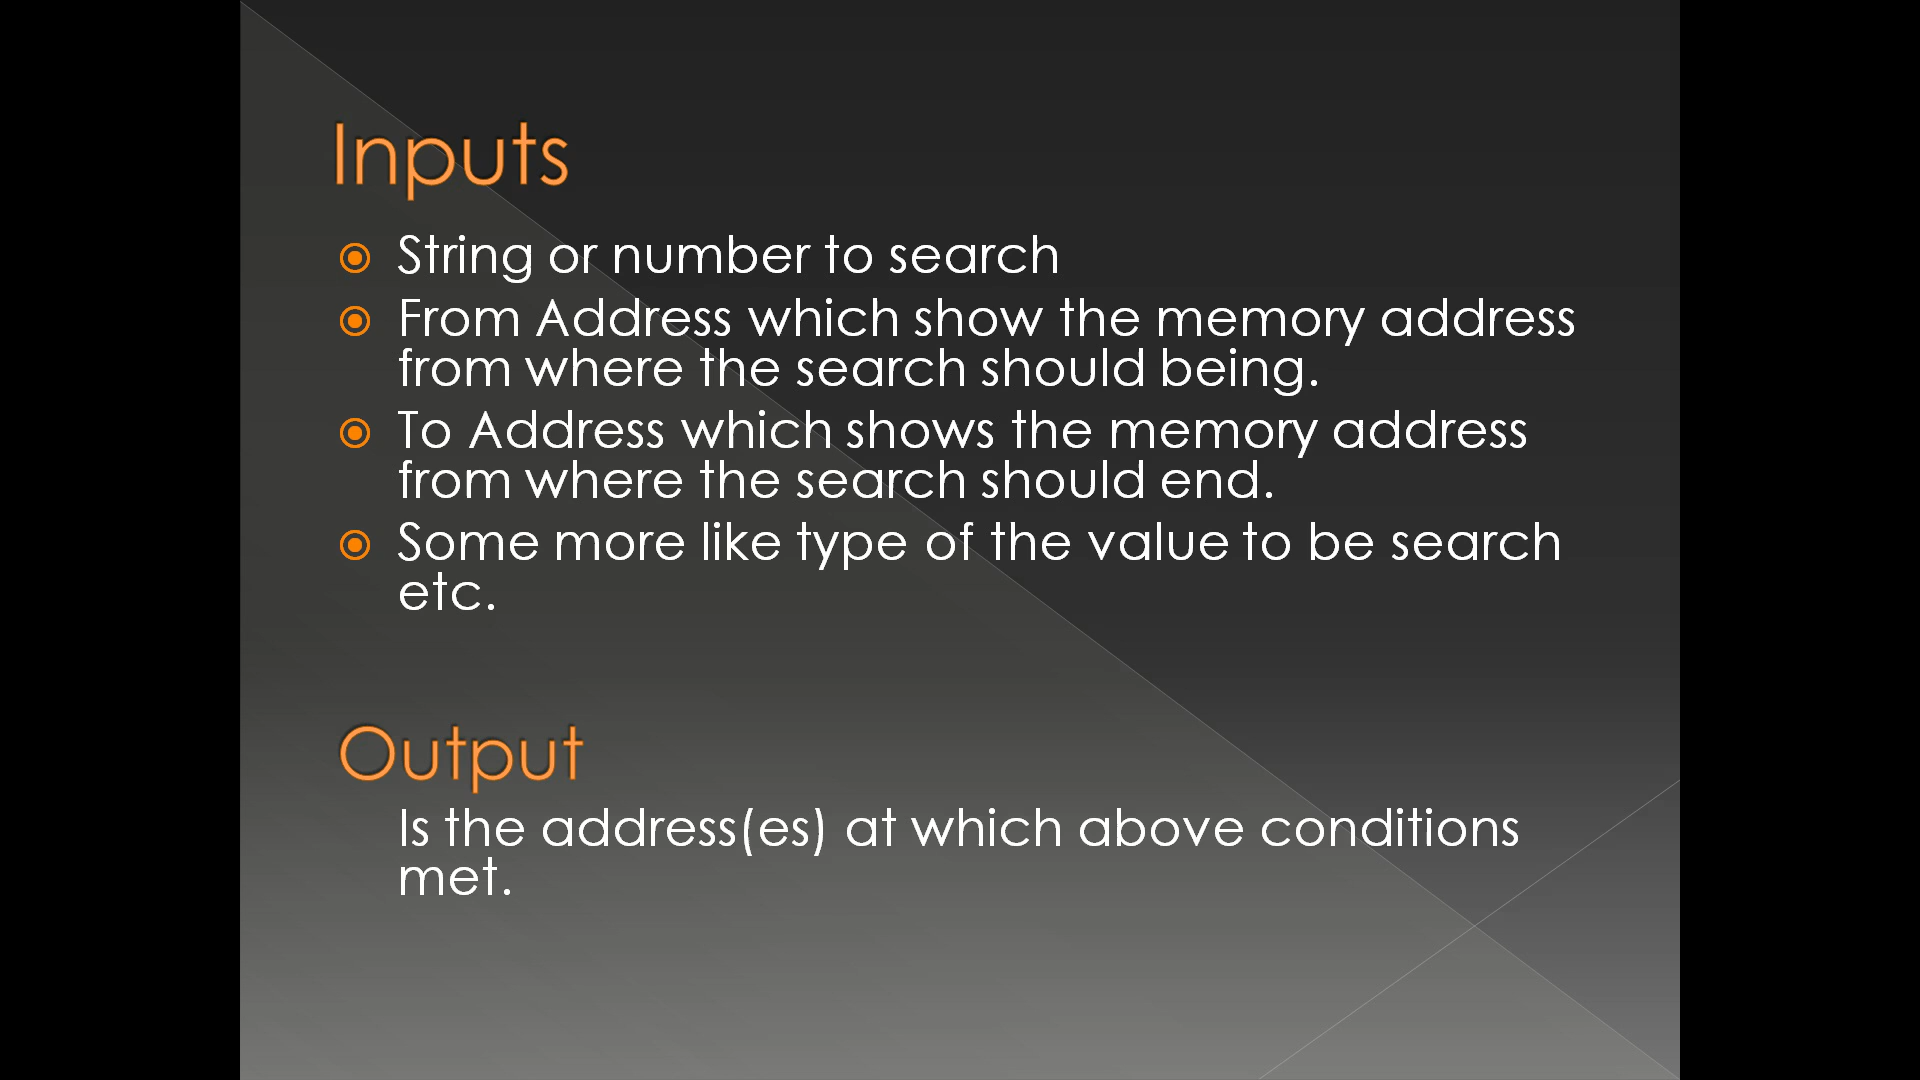 Inputs
String or number to search
From Address which show the memory address
from where the search should being.
To Address which shows the memory address
from where the search should end.
Some more like type of the value to be search
etc.
Output
Is the address(es) at which above conditions
met.